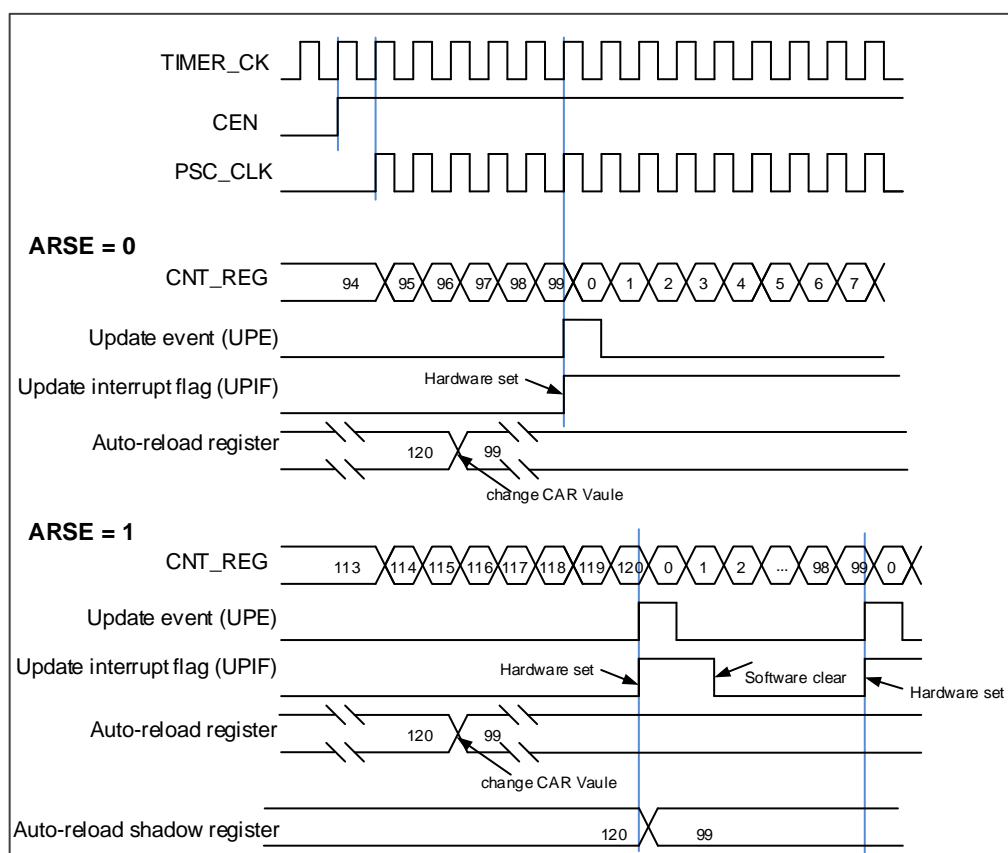 TIMER_CK
CEN
PSC_CLK
ARSE = 0
CNT_REG 94 95 96 97 98 99 0 1 2 3 4 5 6 7
Update event (UPE)
Update interrupt flag (UPIF) Hardware set
Auto-reload register 120 99
change CAR Vaule
ARSE = 1
CNT_REG 113 114 115 116 117 118 119 120 0 1 2 ... 98 99 0
Update event (UPE)
Update interrupt flag (UPIF) Hardware set Software clear Hardware set
Auto-reload register 120 99
change CAR Vaule
Auto-reload shadow register 120 99